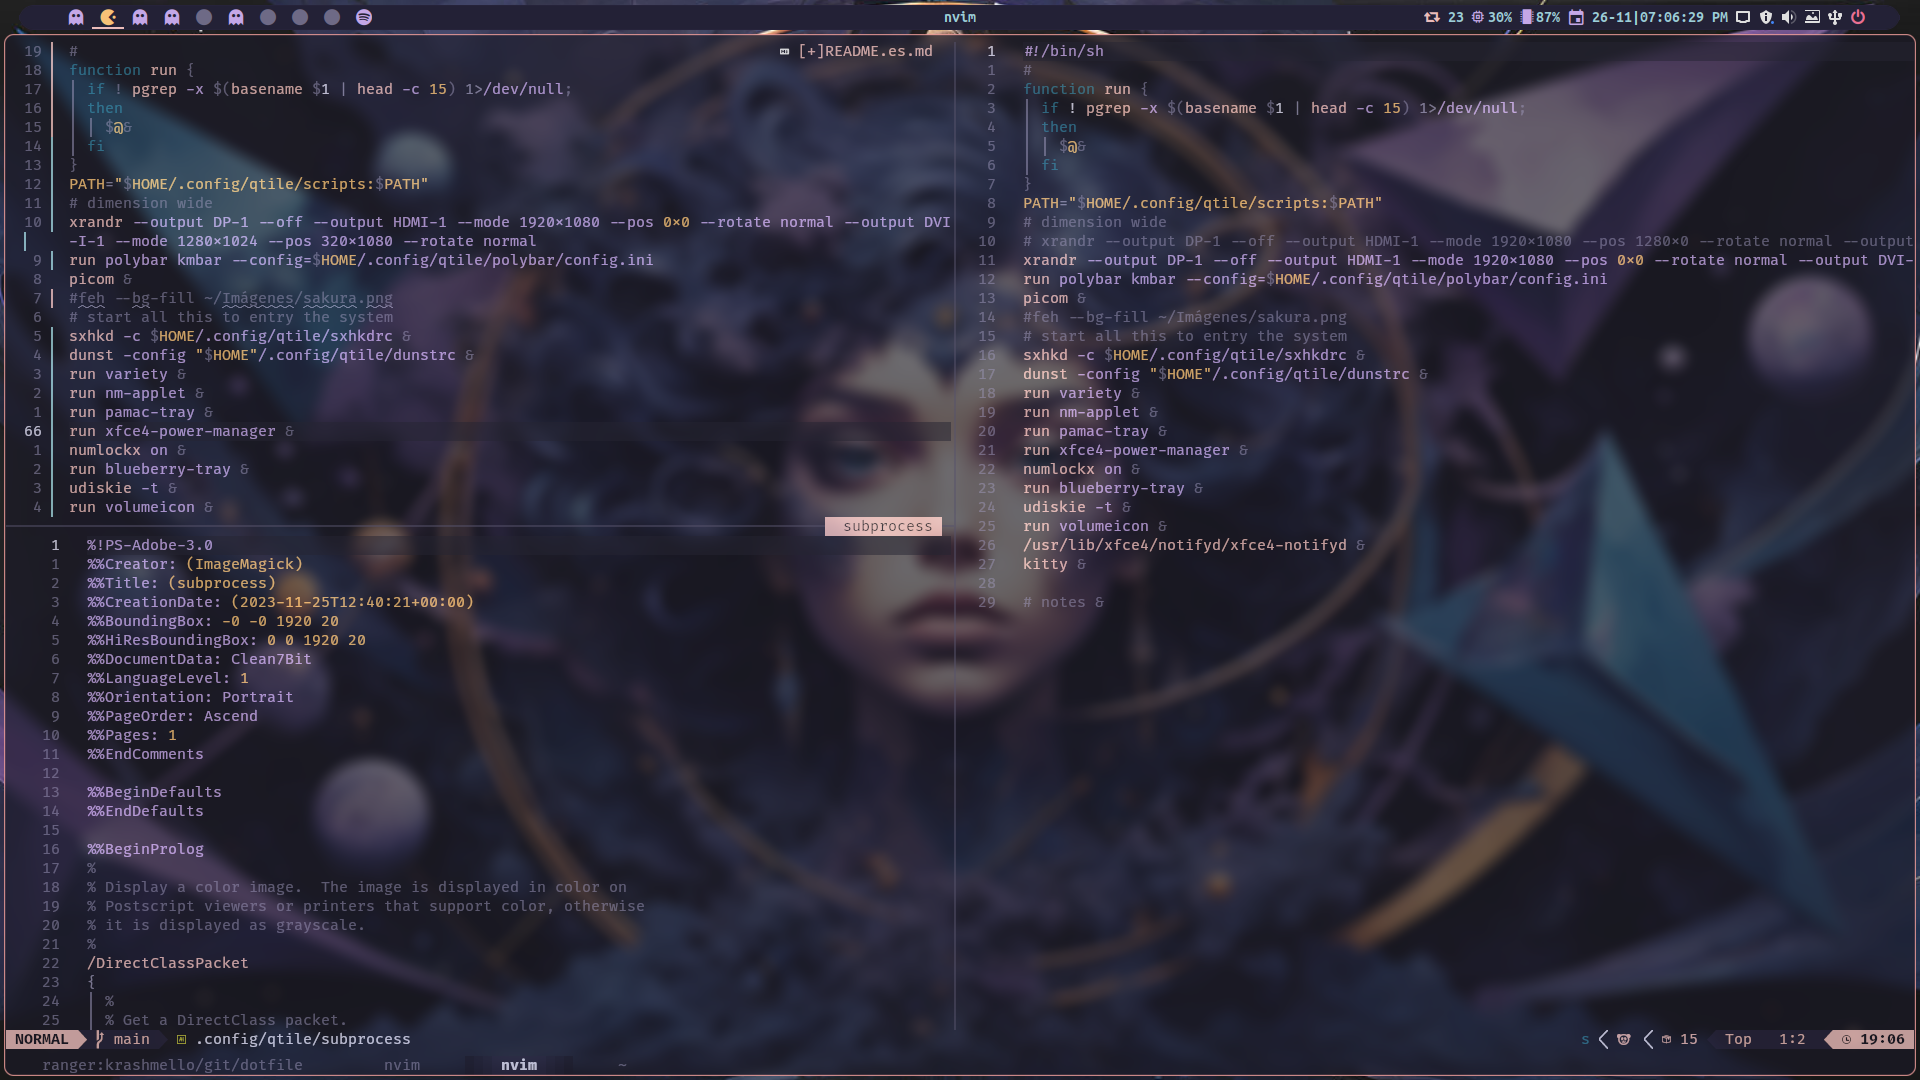 nvim
23 30% 87% 26-11|07:06:29 PM
[+]README.es.md
19 #
18 function run {
17 if ! pgrep -x $(basename $1 | head -c 15) 1>/dev/null;
16 then
15 $@&
14 fi
13 }
12 PATH="$HOME/.config/qtile/scripts:$PATH"
11 # dimension wide
10 xrandr --output DP-1 --off --output HDMI-1 --mode 1920×1080 --pos 0×0 --rotate normal --output DVI
-I-1 --mode 1280×1024 --pos 320×1080 --rotate normal
9 run polybar kmbar --config=$HOME/.config/qtile/polybar/config.ini
8 picom &
7 #feh --bg-fill ~/Imágenes/sakura.png
6 # start all this to entry the system
5 sxhkd -c $HOME/.config/qtile/sxhkdrc &
4 dunst -config "$HOME"/.config/qtile/dunstrc &
3 run variety &
2 run nm-applet &
1 run pamac-tray &
66 run xfce4-power-manager &
1 numlockx on &
2 run blueberry-tray &
3 udiskie -t &
4 run volumeicon &
subprocess
1 %!PS-Adobe-3.0
1 %%Creator: (ImageMagick)
2 %%Title: (subprocess)
3 %%CreationDate: (2023-11-25T12:40:21+00:00)
4 %%BoundingBox: -0 -0 1920 20
5 %%HiResBoundingBox: 0 0 1920 20
6 %%DocumentData: Clean7Bit
7 %%LanguageLevel: 1
8 %%Orientation: Portrait
9 %%PageOrder: Ascend
10 %%Pages: 1
11 %%EndComments
12
13 %%BeginDefaults
14 %%EndDefaults
15
16 %%BeginProlog
17 %
18 % Display a color image.  The image is displayed in color on
19 % Postscript viewers or printers that support color, otherwise
20 % it is displayed as grayscale.
21 %
22 /DirectClassPacket
23 {
24 %
25 % Get a DirectClass packet.
1 #!/bin/sh
1 #
2 function run {
3 if ! pgrep -x $(basename $1 | head -c 15) 1>/dev/null;
4 then
5 $@&
6 fi
7 }
8 PATH="$HOME/.config/qtile/scripts:$PATH"
9 # dimension wide
10 # xrandr --output DP-1 --off --output HDMI-1 --mode 1920×1080 --pos 1280×0 --rotate normal --output
11 xrandr --output DP-1 --off --output HDMI-1 --mode 1920×1080 --pos 0×0 --rotate normal --output DVI-
12 run polybar kmbar --config=$HOME/.config/qtile/polybar/config.ini
13 picom &
14 #feh --bg-fill ~/Imágenes/sakura.png
15 # start all this to entry the system
16 sxhkd -c $HOME/.config/qtile/sxhkdrc &
17 dunst -config "$HOME"/.config/qtile/dunstrc &
18 run variety &
19 run nm-applet &
20 run pamac-tray &
21 run xfce4-power-manager &
22 numlockx on &
23 run blueberry-tray &
24 udiskie -t &
25 run volumeicon &
26 /usr/lib/xfce4/notifyd/xfce4-notifyd &
27 kitty &
28
29 # notes &
NORMAL main .config/qtile/subprocess s 15 Top 1:2 19:06
ranger:krashmello/git/dotfile nvim nvim ~